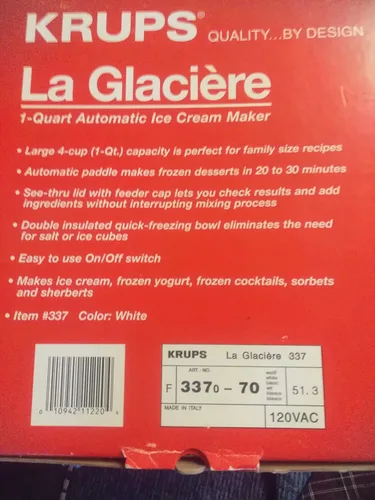 KRUPS® QUALITY...BY DESIGN
La Glacière
1-Quart Automatic Ice Cream Maker
• Large 4-cup (1-Qt.) capacity is perfect for family size recipes
• Automatic paddle makes frozen desserts in 20 to 30 minutes
• See-thru lid with feeder cap lets you check results and add
ingredients without interrupting mixing process
• Double insulated quick-freezing bowl eliminates the need
for salt or ice cubes
• Easy to use On/Off switch
• Makes ice cream, frozen yogurt, frozen cocktails, sorbets
and sherberts
• Item #337 Color: White
KRUPS La Glacière 337
ART.-NO.
F 3370 – 70 51.3
white
MADE IN ITALY
120VAC
0 10942 11220 4